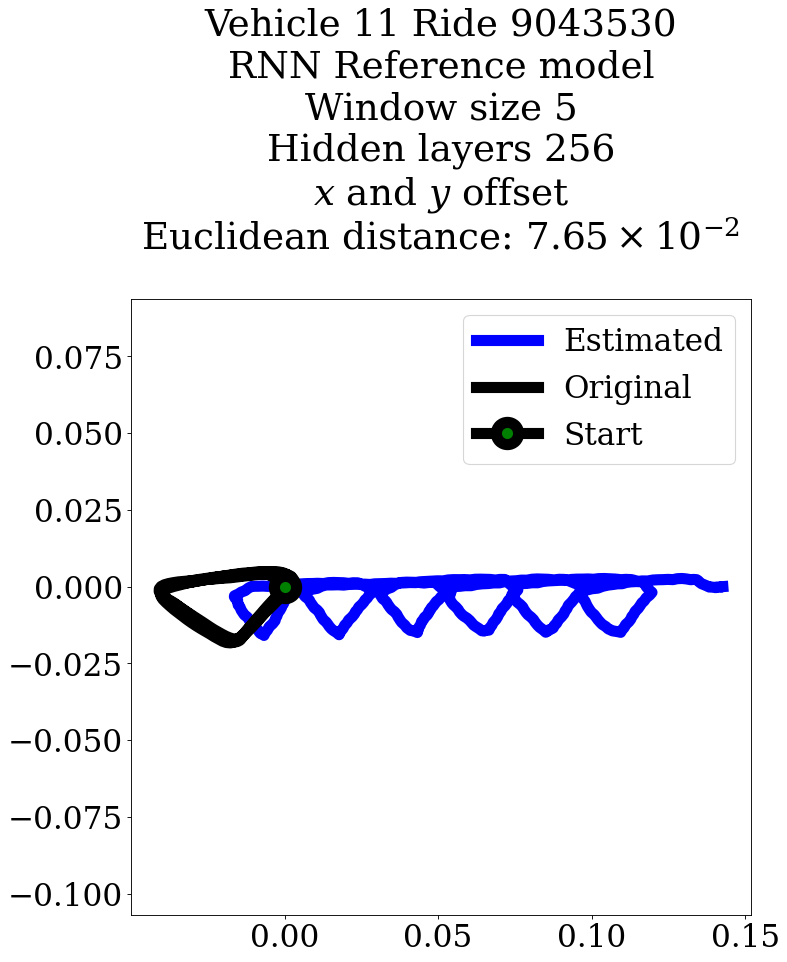 Vehicle 11 Ride 9043530
RNN Reference model
Window size 5
Hidden layers 256
x and y offset
Euclidean distance: 7.65 × 10⁻²
Estimated
Original
Start
0.075
0.050
0.025
0.000
−0.025
−0.050
−0.075
−0.100
0.00 0.05 0.10 0.15